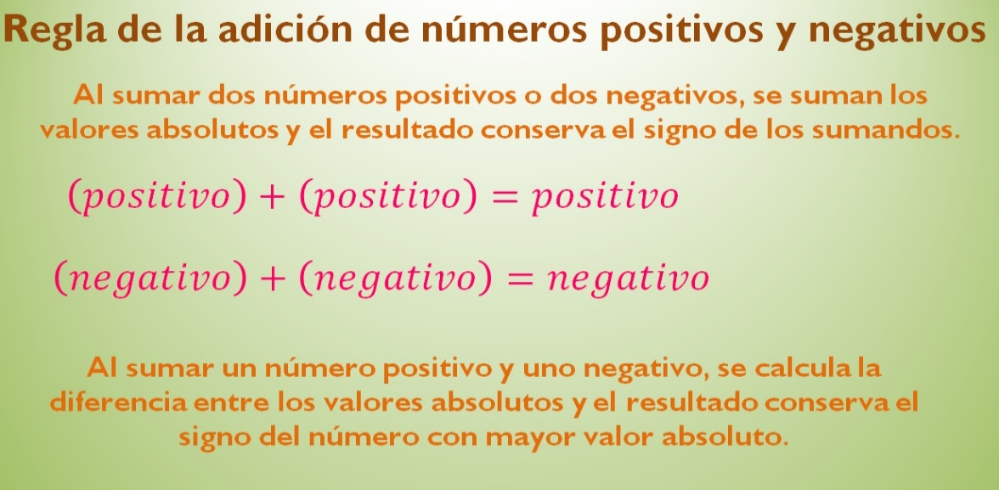 Regla de la adición de números positivos y negativos
Al sumar dos números positivos o dos negativos, se suman los
valores absolutos y el resultado conserva el signo de los sumandos.
(positivo) + (positivo) = positivo
(negativo) + (negativo) = negativo
Al sumar un número positivo y uno negativo, se calcula la
diferencia entre los valores absolutos y el resultado conserva el
signo del número con mayor valor absoluto.